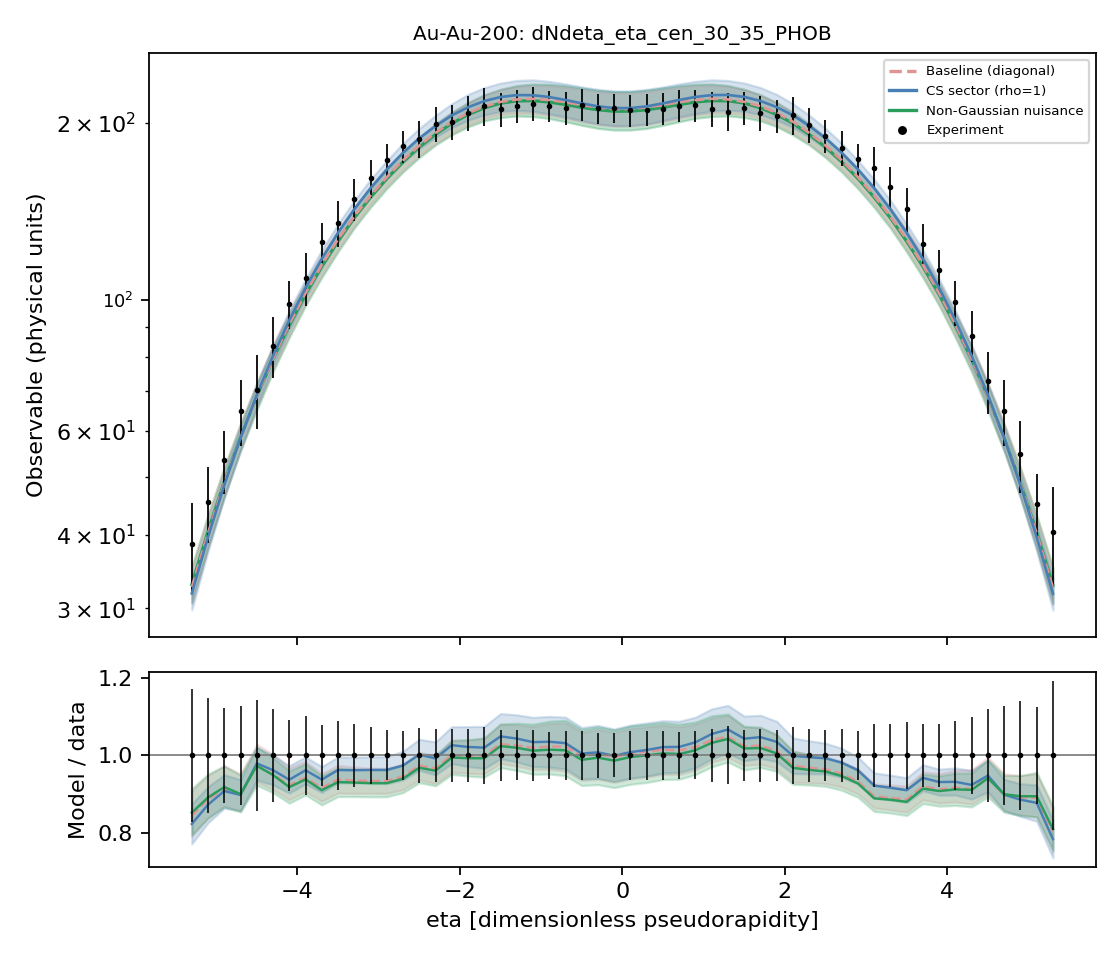 Au-Au-200: dNdeta_eta_cen_30_35_PHOB
Baseline (diagonal)
CS sector (rho=1)
Non-Gaussian nuisance
Experiment
Observable (physical units)
2 × 10²
10²
6 × 10¹
4 × 10¹
3 × 10¹
Model / data
1.2
1.0
0.8
−4 −2 0 2 4
eta [dimensionless pseudorapidity]